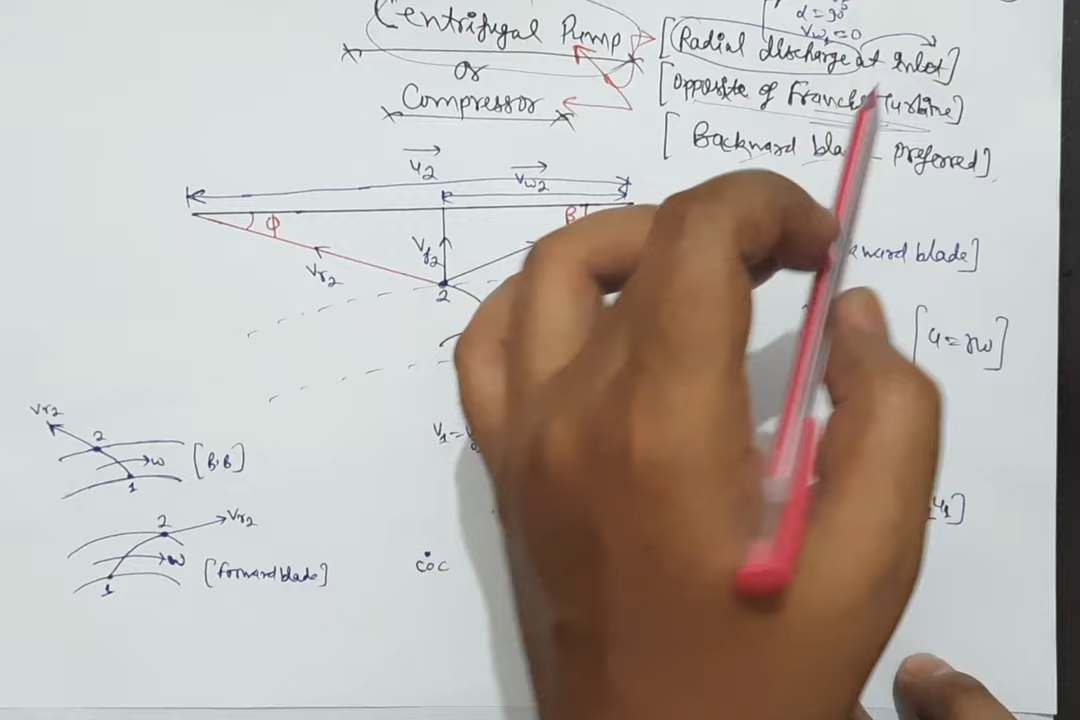 α = 90°
Vw₁ = 0
Centrifugal Pump
or
Compressor
[Radial discharge at inlet]
[Opposite of Francis Turbine]
[Backward preferred]
u₂
Vw₂
φ
β
Vr₂
Vf₂
2
ward blade]
[u = rω]
V₁ =
u₁]
Vr₂
2
ω
[B.B]
1
2
Vr₂
ω
[forward blade]
1
COC